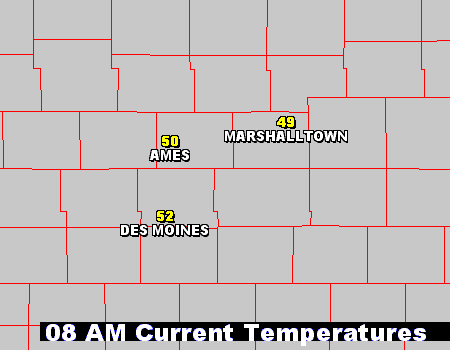 49
MARSHALLTOWN
50
AMES
52
DES MOINES
08 AM Current Temperatures